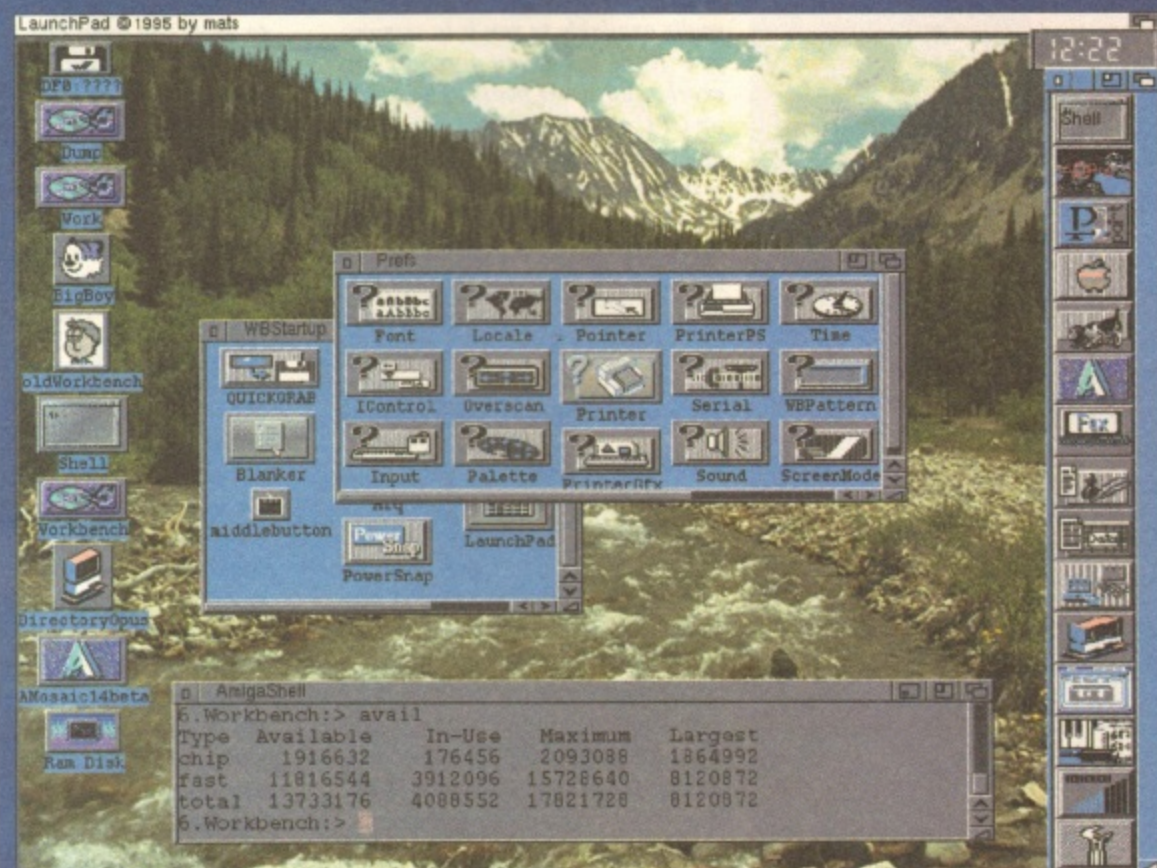 LaunchPad ©1995 by mats
12:22
DF0:????
Dump
Work
BigBoy
oldWorkbench
Shell
Workbench
DirectoryOpus
AMosaic14beta
Ram Disk
Prefs
Font
Locale
Pointer
PrinterPS
Time
IControl
Overscan
Printer
Serial
WBPattern
Input
Palette
PrinterGfx
Sound
ScreenMode
WBStartup
QUICKGRAB
Blanker
middlebutton
PowerSnap
PowerSnap
LaunchPad
AmigaShell
6.Workbench:> avail
Type Available In-Use Maximum Largest
chip 1916632 176456 2093088 1864992
fast 11816544 3912096 15728640 8120872
total 13733176 4088552 17821728 8120872
6.Workbench:>
Shell
Fax
Data